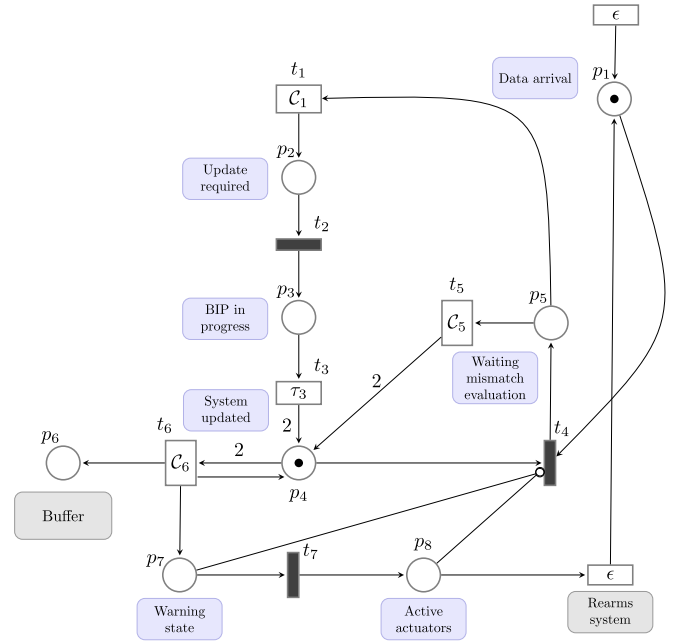 ϵ
p₁
Data arrival
t₁
C₁
p₂
Update
required
t₂
p₃
BIP in
progress
t₃
τ₃
System
updated
2
t₅
C₅
p₅
Waiting
mismatch
evaluation
2
t₆
C₆
2
p₄
t₄
p₆
Buffer
p₇
t₇
p₈
ϵ
Warning
state
Active
actuators
Rearms
system